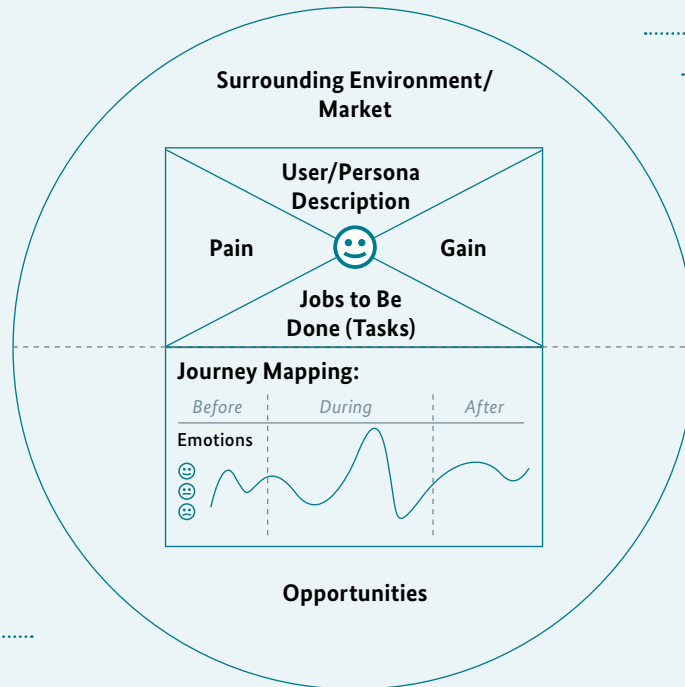 Surrounding Environment/
Market
User/Persona
Description
Pain
Gain
Jobs to Be
Done (Tasks)
Journey Mapping:
Before During After
Emotions
Opportunities